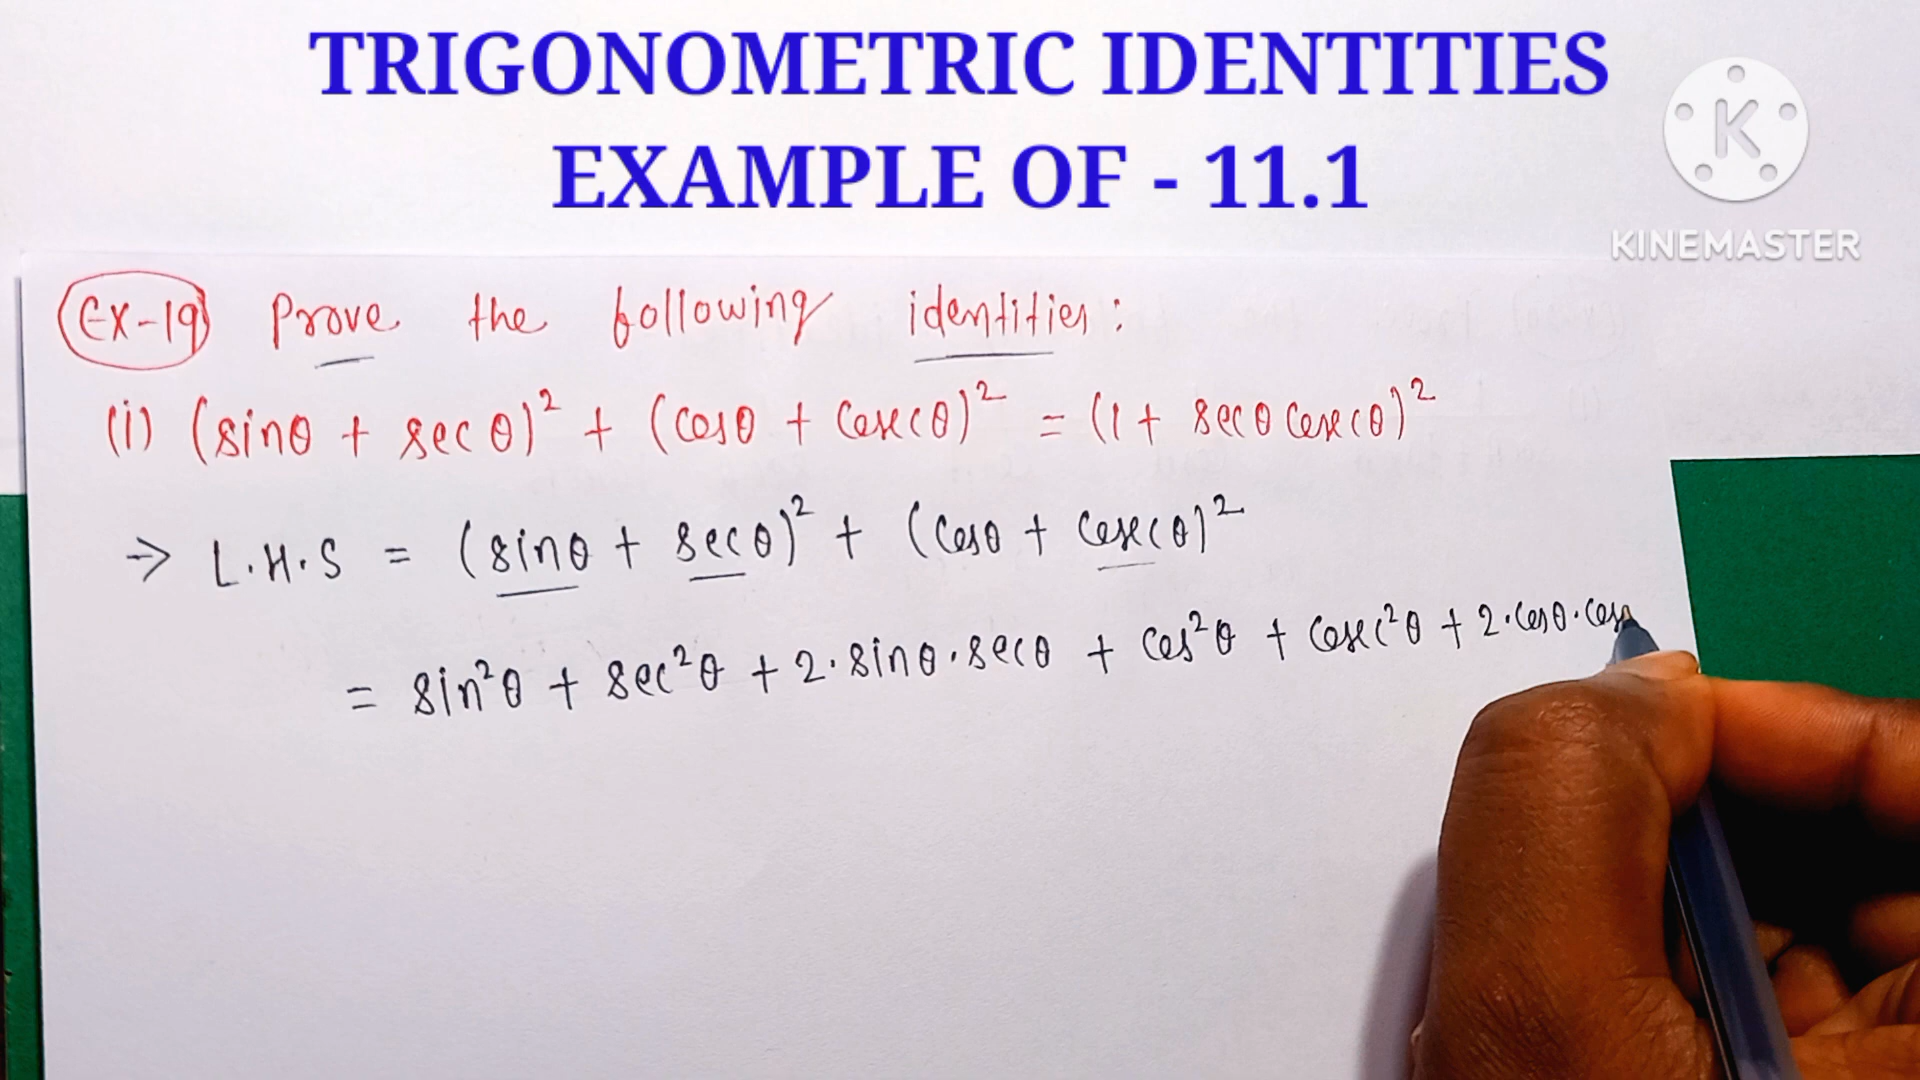 TRIGONOMETRIC IDENTITIES
EXAMPLE OF - 11.1
K
KINEMASTER
Ex-19 Prove the following identities:
(i) (sinθ + secθ)² + (cosθ + cosecθ)² = (1 + secθ cosecθ)²
→ L.H.S = (sinθ + secθ)² + (cosθ + cosecθ)²
= sin²θ + sec²θ + 2·sinθ·secθ + cos²θ + cosec²θ + 2·cosθ·cos